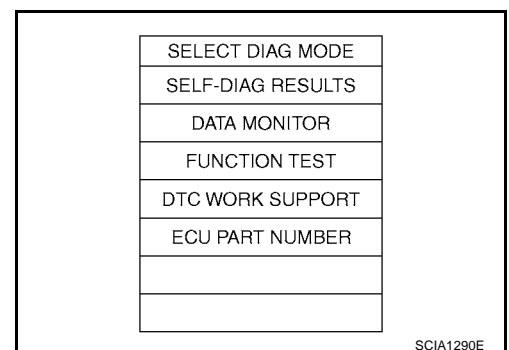 SELECT DIAG MODE
SELF-DIAG RESULTS
DATA MONITOR
FUNCTION TEST
DTC WORK SUPPORT
ECU PART NUMBER
SCIA1290E